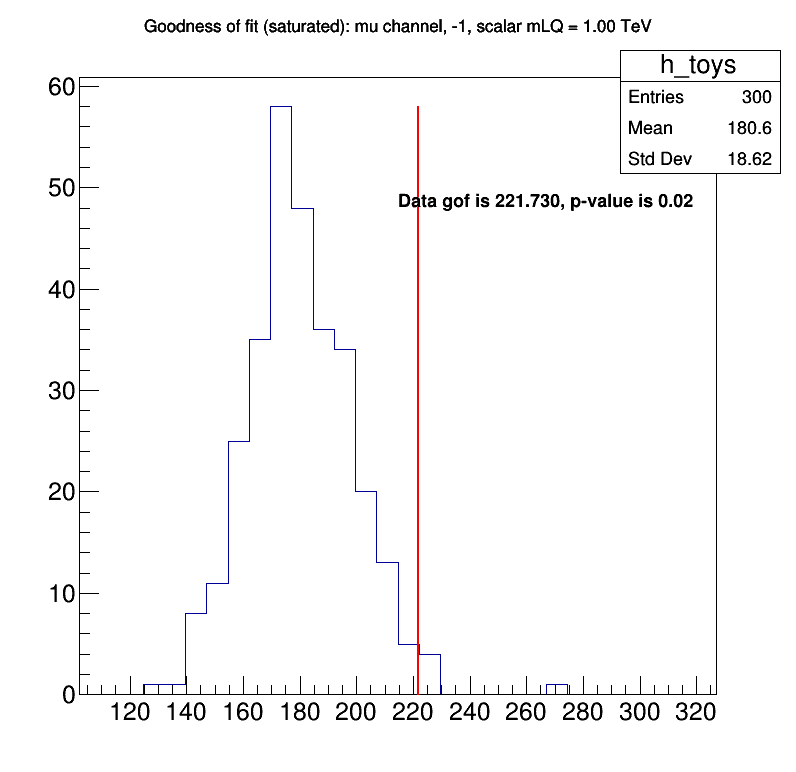 Goodness of fit (saturated): mu channel, -1, scalar mLQ = 1.00 TeV
h_toys
Entries 300
Mean 180.6
Std Dev 18.62
Data gof is 221.730, p-value is 0.02
60
50
40
30
20
10
0
120 140 160 180 200 220 240 260 280 300 320